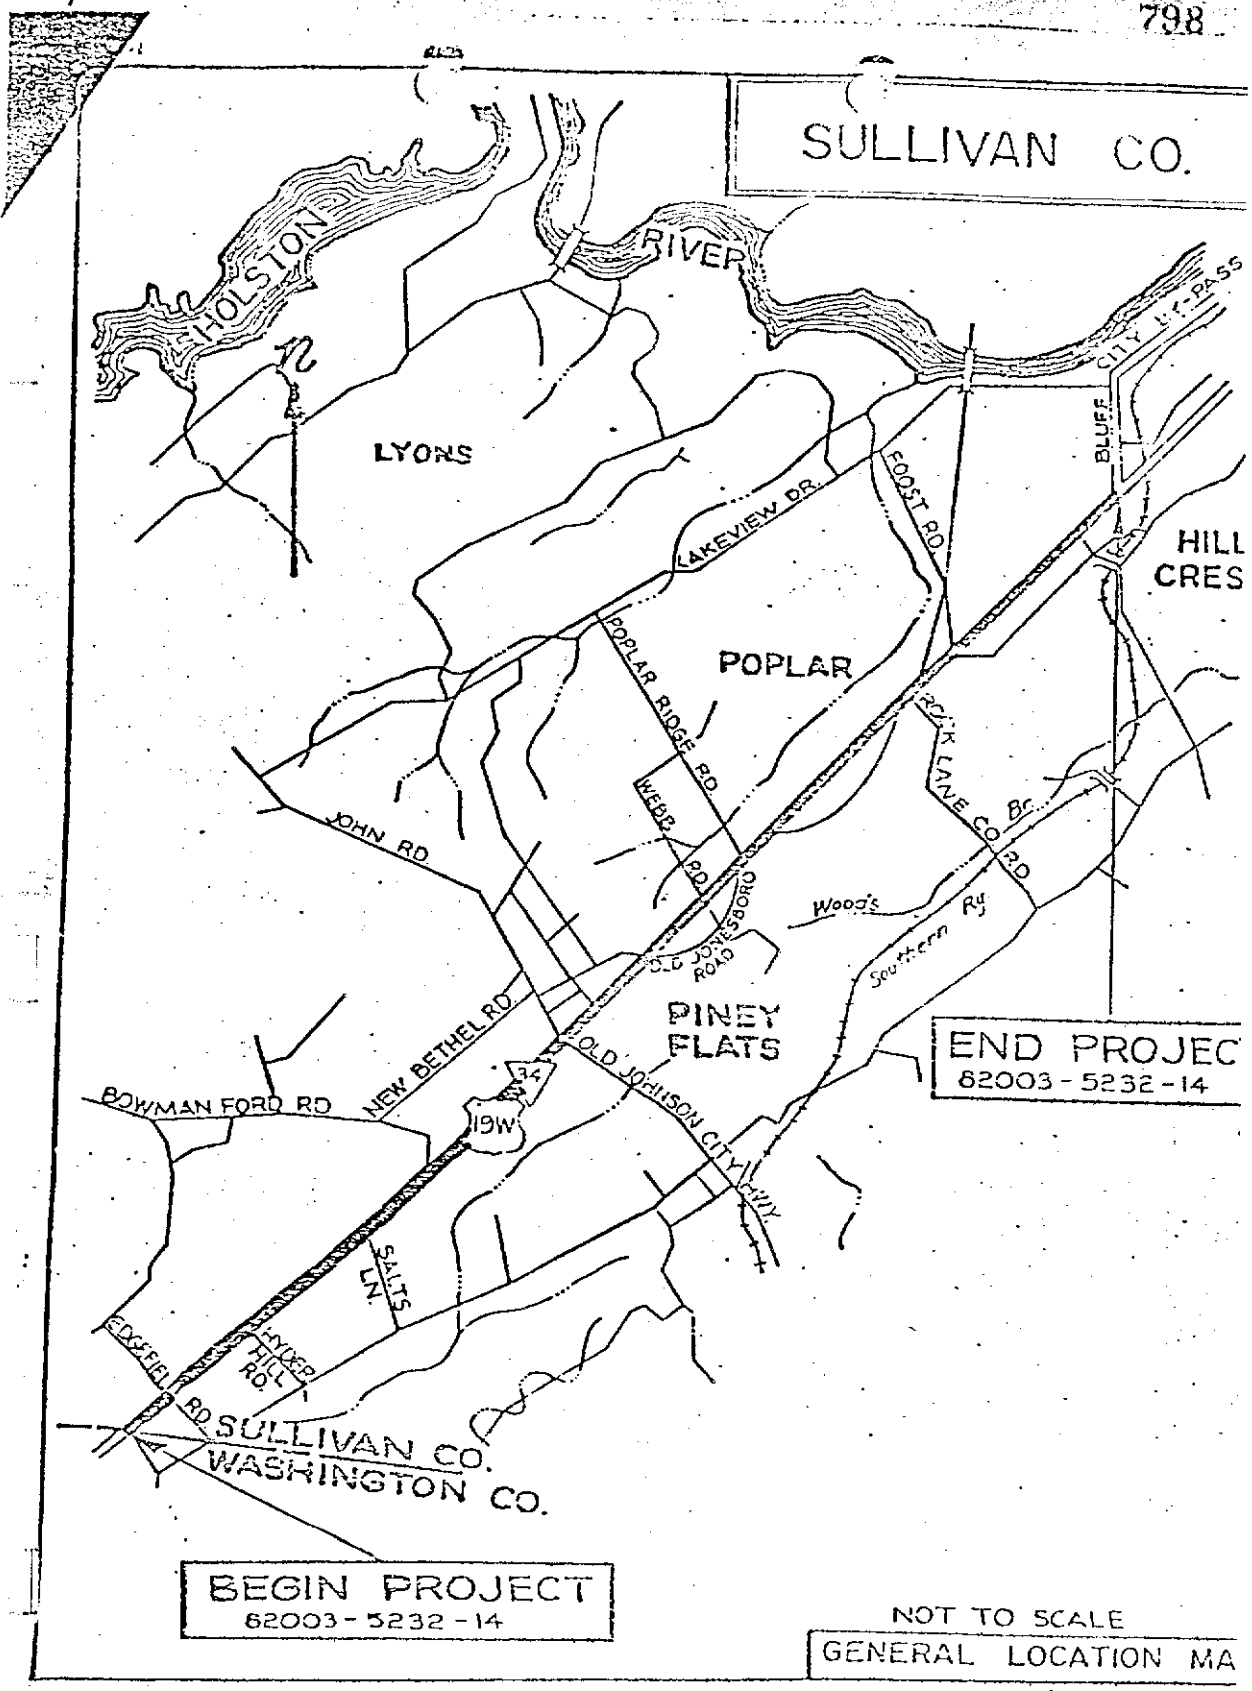 798
SULLIVAN CO.
HOLSTON
RIVER
CITY BY-PASS
BLUFF
LYONS
LAKEVIEW DR.
FOOST RD.
HILL
CRES
POPLAR RIDGE RD.
POPLAR
ROCK LANE CO. RD
WEBB RD.
JOHN RD
Br.
Wood's
Southern Ry
OLD JONESBORO
ROAD
PINEY
FLATS
NEW BETHEL RD.
OLD JOHNSON CITY HWY.
END PROJEC
82003-5232-14
34
19W
BOWMAN FORD RD
SALTS
LN.
EDGEFIEL RD.
HYDER
HILL
RD.
SULLIVAN CO.
WASHINGTON CO.
BEGIN PROJECT
82003-5232-14
NOT TO SCALE
GENERAL LOCATION MA